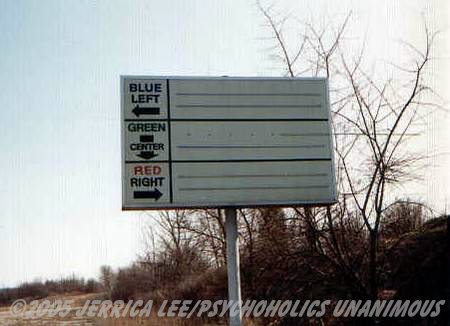 BLUE
LEFT
GREEN
CENTER
RED
RIGHT
©2005 JERRICA LEE/PSYCHOHOLICS UNANIMOUS